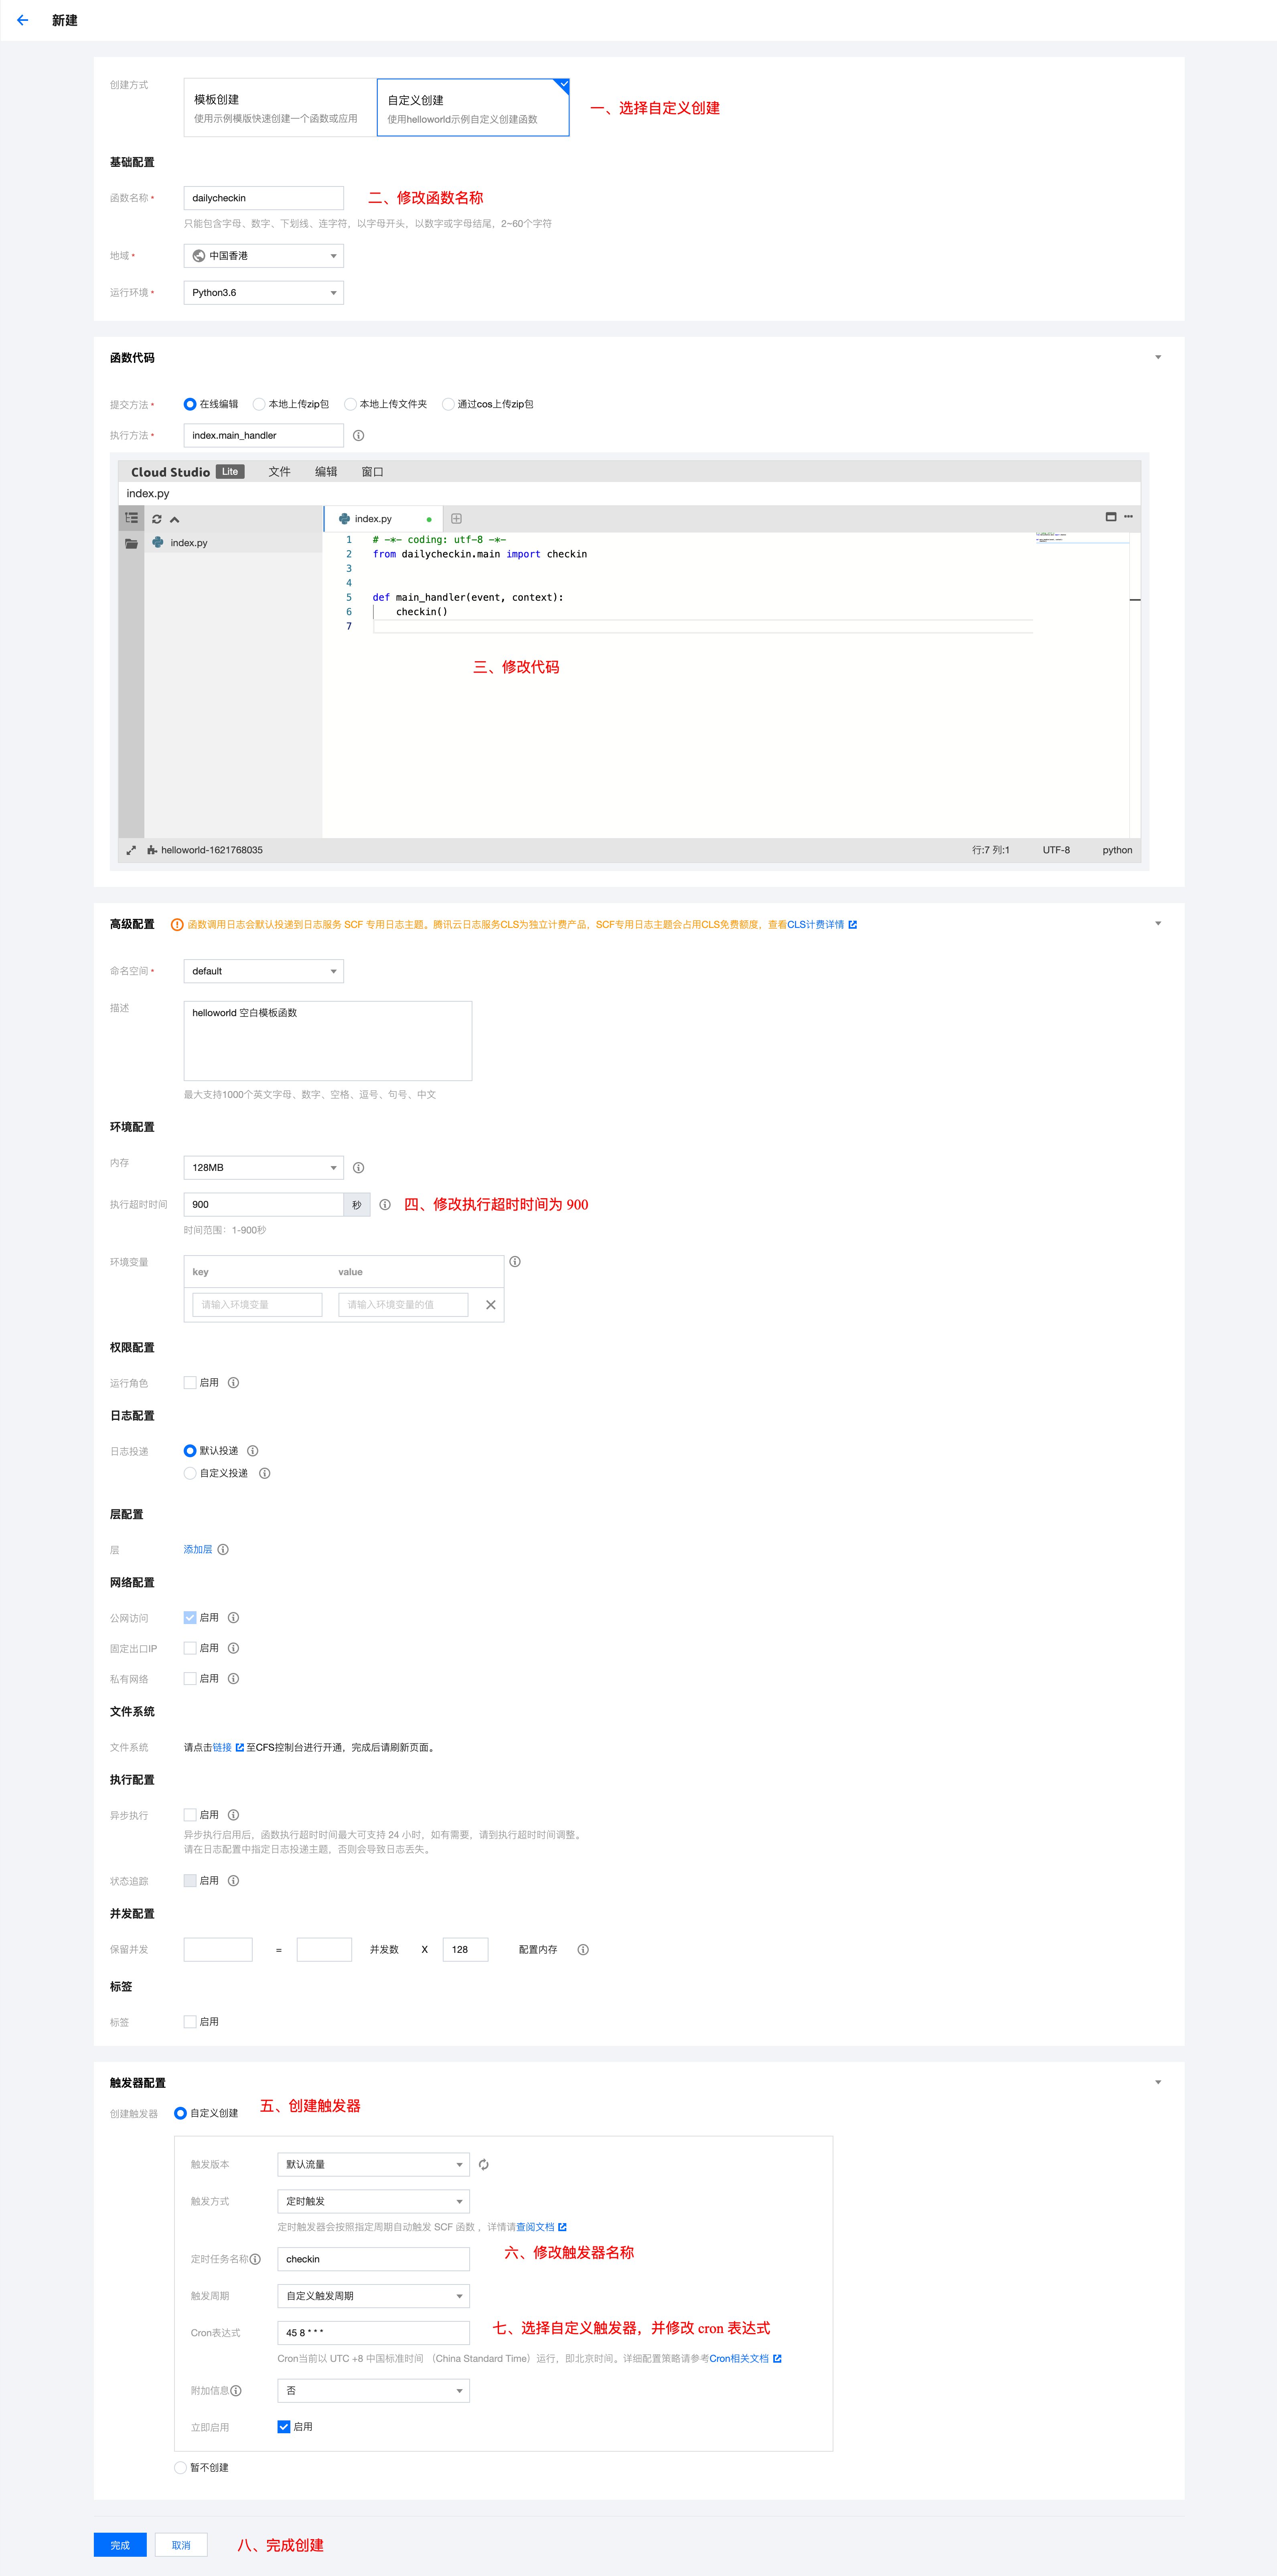 新建
创建方式
模板创建
使用示例模版快速创建一个函数或应用
自定义创建
使用helloworld示例自定义创建函数
一、选择自定义创建
基础配置
函数名称 *
dailycheckin
二、修改函数名称
只能包含字母、数字、下划线、连字符，以字母开头，以数字或字母结尾，2~60个字符
地域 *
中国香港
运行环境 *
Python3.6
函数代码
提交方法 *
在线编辑 本地上传zip包 本地上传文件夹 通过cos上传zip包
执行方法 *
index.main_handler
Cloud Studio Lite 文件 编辑 窗口
index.py
index.py
index.py
1 # -*- coding: utf-8 -*-
2 from dailycheckin.main import checkin
3
4
5 def main_handler(event, context):
6 checkin()
7
三、修改代码
helloworld-1621768035
行:7 列:1 UTF-8 python
高级配置
函数调用日志会默认投递到日志服务 SCF 专用日志主题。腾讯云日志服务CLS为独立计费产品，SCF专用日志主题会占用CLS免费额度，查看CLS计费详情
命名空间 *
default
描述
helloworld 空白模板函数
最大支持1000个英文字母、数字、空格、逗号、句号、中文
环境配置
内存
128MB
执行超时时间
900 秒
四、修改执行超时时间为 900
时间范围：1-900秒
环境变量
key value
请输入环境变量 请输入环境变量的值
权限配置
运行角色
启用
日志配置
日志投递
默认投递
自定义投递
层配置
层
添加层
网络配置
公网访问
启用
固定出口IP
启用
私有网络
启用
文件系统
文件系统
请点击链接 至CFS控制台进行开通，完成后请刷新页面。
执行配置
异步执行
启用
异步执行启用后，函数执行超时时间最大可支持 24 小时，如有需要，请到执行超时时间调整。
请在日志配置中指定日志投递主题，否则会导致日志丢失。
状态追踪
启用
并发配置
保留并发
= 并发数 X 128 配置内存
标签
标签
启用
触发器配置
创建触发器
自定义创建
五、创建触发器
触发版本
默认流量
触发方式
定时触发
定时触发器会按照指定周期自动触发 SCF 函数 ，详情请查阅文档
定时任务名称
checkin
六、修改触发器名称
触发周期
自定义触发周期
Cron表达式
45 8 * * *
七、选择自定义触发器，并修改 cron 表达式
Cron当前以 UTC +8 中国标准时间 （China Standard Time）运行，即北京时间。详细配置策略请参考Cron相关文档
附加信息
否
立即启用
启用
暂不创建
完成 取消
八、完成创建